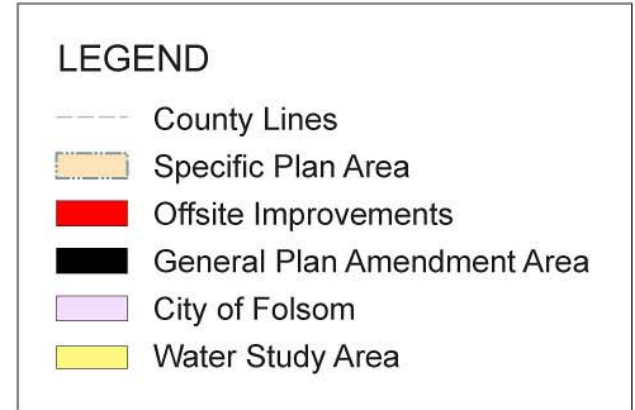 LEGEND
County Lines
Specific Plan Area
Offsite Improvements
General Plan Amendment Area
City of Folsom
Water Study Area